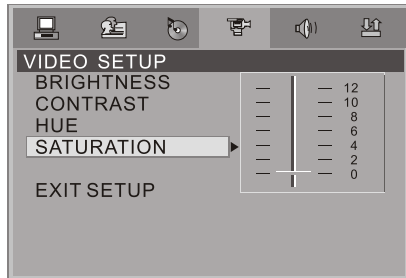 VIDEO SETUP
BRIGHTNESS
CONTRAST
HUE
SATURATION
EXIT SETUP
12
10
8
6
4
2
0